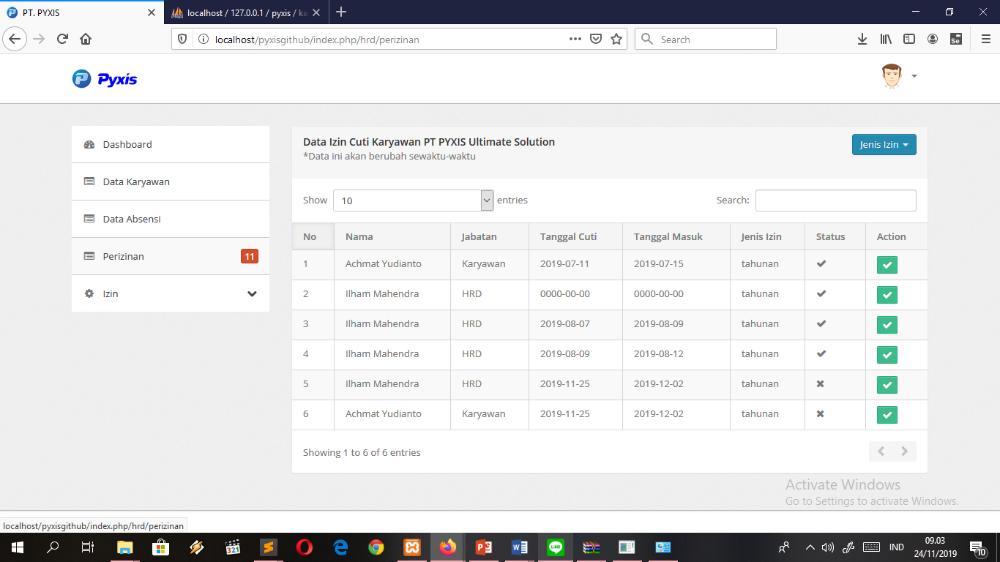 PT. PYXIS
localhost / 127.0.0.1 / pyxis / ka
localhost/pyxisgithub/index.php/hrd/perizinan
Search
Se
Pyxis
Dashboard
Data Karyawan
Data Absensi
Perizinan 11
Izin
Data Izin Cuti Karyawan PT PYXIS Ultimate Solution
*Data ini akan berubah sewaktu-waktu
Jenis Izin
Show 10 entries
Search:
No Nama Jabatan Tanggal Cuti Tanggal Masuk Jenis Izin Status Action
1 Achmat Yudianto Karyawan 2019-07-11 2019-07-15 tahunan
2 Ilham Mahendra HRD 0000-00-00 0000-00-00 tahunan
3 Ilham Mahendra HRD 2019-08-07 2019-08-09 tahunan
4 Ilham Mahendra HRD 2019-08-09 2019-08-12 tahunan
5 Ilham Mahendra HRD 2019-11-25 2019-12-02 tahunan
6 Achmat Yudianto Karyawan 2019-11-25 2019-12-02 tahunan
Showing 1 to 6 of 6 entries
Activate Windows
Go to Settings to activate Windows.
localhost/pyxisgithub/index.php/hrd/perizinan
321
LINE
IND
09.03
24/11/2019
10